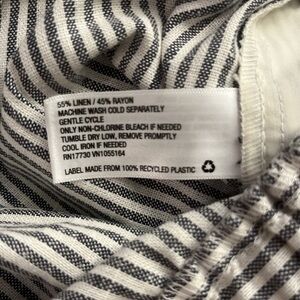 55% LINEN / 45% RAYON
MACHINE WASH COLD SEPARATELY
GENTLE CYCLE
ONLY NON-CHLORINE BLEACH IF NEEDED
TUMBLE DRY LOW, REMOVE PROMPTLY
COOL IRON IF NEEDED
RN17730 VN1055164
LABEL MADE FROM 100% RECYCLED PLASTIC